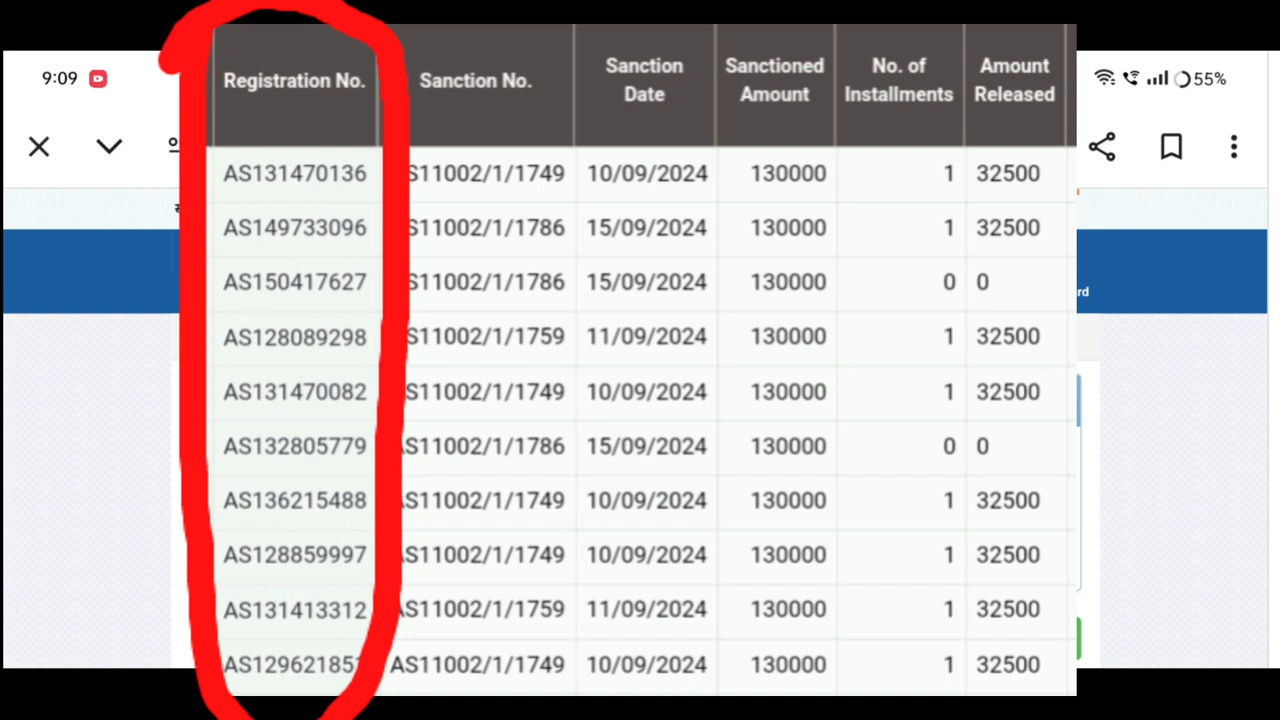 9:09
55%
Registration No. Sanction No. Sanction Date Sanctioned Amount No. of Installments Amount Released
AS131470136 S11002/1/1749 10/09/2024 130000 1 32500
AS149733096 S11002/1/1786 15/09/2024 130000 1 32500
AS150417627 S11002/1/1786 15/09/2024 130000 0 0
rd
AS128089298 S11002/1/1759 11/09/2024 130000 1 32500
AS131470082 S11002/1/1749 10/09/2024 130000 1 32500
AS132805779 S11002/1/1786 15/09/2024 130000 0 0
AS136215488 AS11002/1/1749 10/09/2024 130000 1 32500
AS128859997 AS11002/1/1749 10/09/2024 130000 1 32500
AS131413312 AS11002/1/1759 11/09/2024 130000 1 32500
AS12962185 AS11002/1/1749 10/09/2024 130000 1 32500